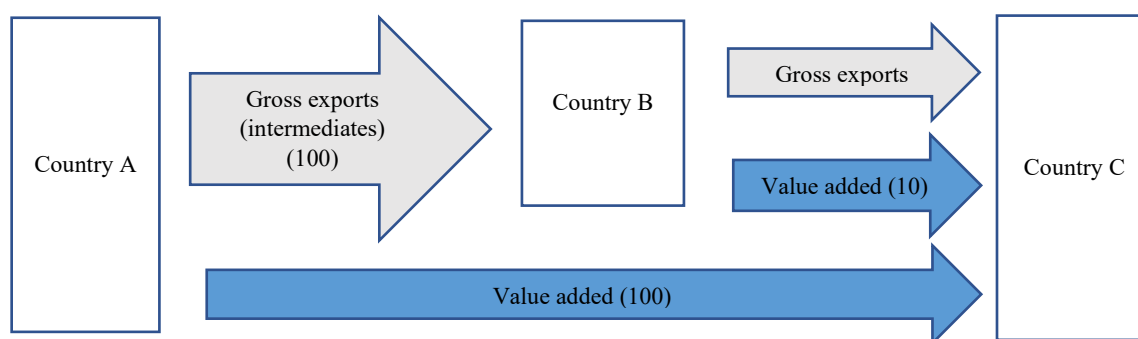 Country A
Gross exports
(intermediates)
(100)
Country B
Gross exports
Value added (10)
Country C
Value added (100)